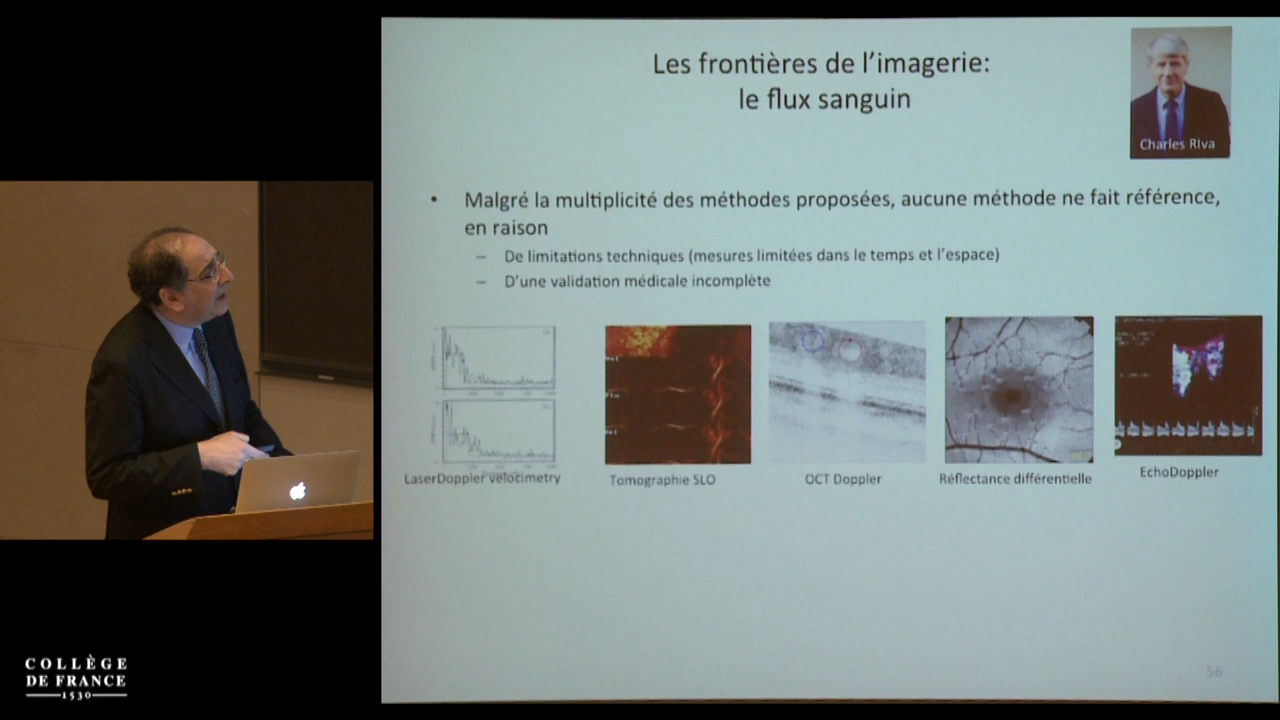 Les frontières de l'imagerie:
le flux sanguin
Charles Riva
• Malgré la multiplicité des méthodes proposées, aucune méthode ne fait référence,
en raison
– De limitations techniques (mesures limitées dans le temps et l'espace)
– D'une validation médicale incomplète
LaserDoppler velocimetry
Tomographie SLO
OCT Doppler
Réflectance différentielle
EchoDoppler
56
COLLÈGE
DE FRANCE
1530